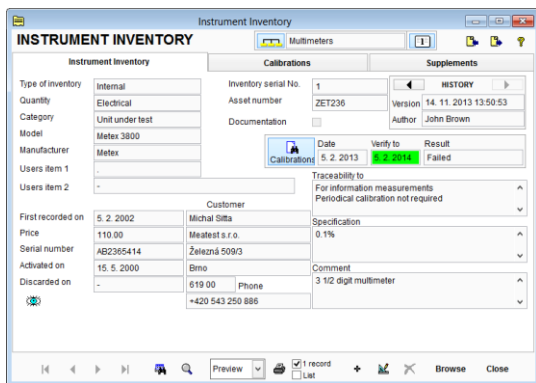 Instrument Inventory
INSTRUMENT INVENTORY
Multimeters
Instrument Inventory
Calibrations
Supplements
Type of inventory Internal
Inventory serial No. 1
HISTORY
Quantity Electrical
Asset number ZET236
Version 14. 11. 2013 13:50:53
Category Unit under test
Documentation
Author John Brown
Model Metex 3800
Manufacturer Metex
Calibrations
Date Verify to Result
5. 2. 2013 5. 2. 2014 Failed
Users item 1 .
Users item 2 -
Traceability to
For information measurements
Periodical calibration not required
Customer
First recorded on 5. 2. 2002
Michal Sitta
Specification
0.1%
Price 110.00
Meatest s.r.o.
Serial number AB2365414
Železná 509/3
Activated on 15. 5. 2000
Brno
Comment
3 1/2 digit multimeter
Discarded on -
619 00 Phone
+420 543 250 886
Preview
1 record
List
Browse
Close